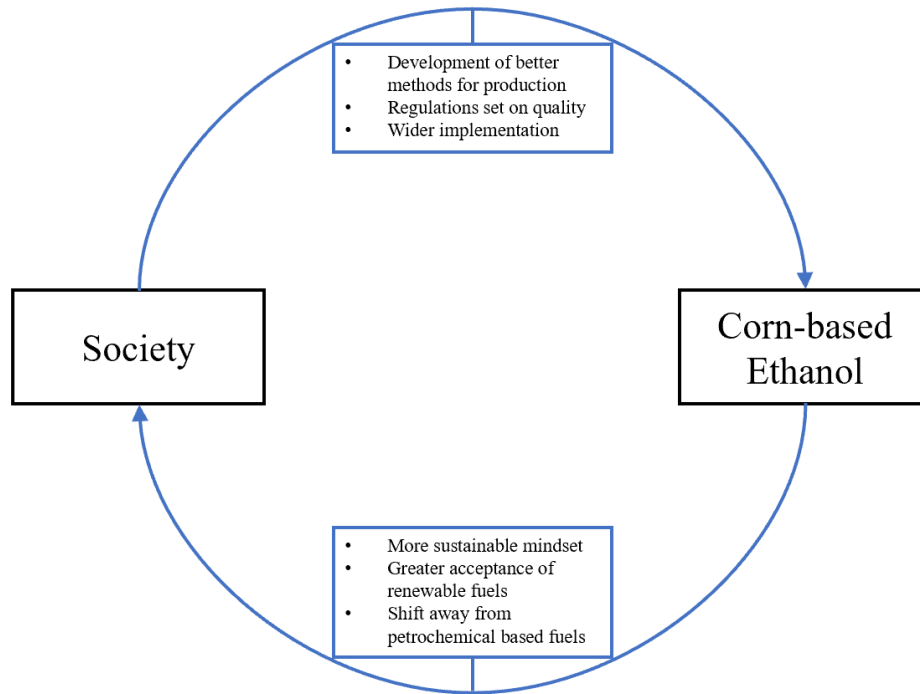 • Development of better
methods for production
• Regulations set on quality
• Wider implementation
Society
Corn-based
Ethanol
• More sustainable mindset
• Greater acceptance of
renewable fuels
• Shift away from
petrochemical based fuels